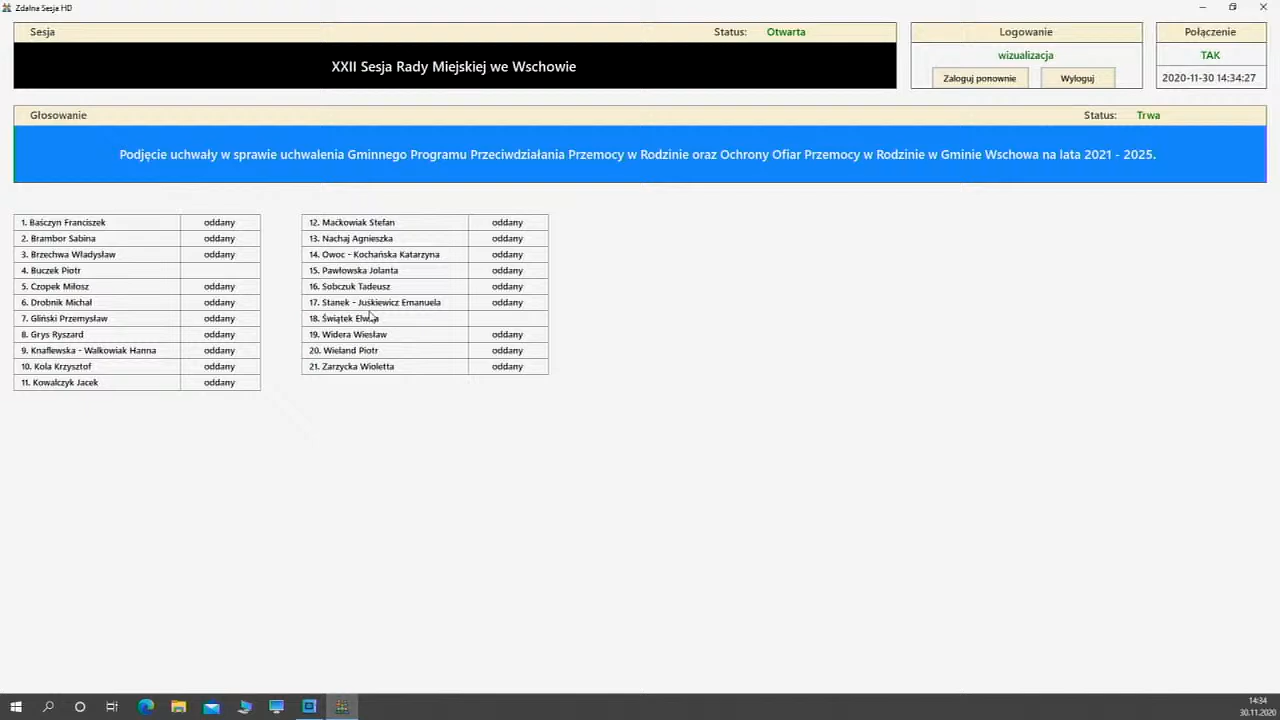 Zdalna Sesja HD
Sesja Status: Otwarta
XXII Sesja Rady Miejskiej we Wschowie
Logowanie
wizualizacja
Zaloguj ponownie Wyloguj
Połączenie
TAK
2020-11-30 14:34:27
Głosowanie Status: Trwa
Podjęcie uchwały w sprawie uchwalenia Gminnego Programu Przeciwdziałania Przemocy w Rodzinie oraz Ochrony Ofiar Przemocy w Rodzinie w Gminie Wschowa na lata 2021 - 2025.
1. Baśczyn Franciszek oddany
2. Brambor Sabina oddany
3. Brzechwa Władysław oddany
4. Buczek Piotr
5. Czopek Miłosz oddany
6. Drobnik Michał oddany
7. Gliński Przemysław oddany
8. Grys Ryszard oddany
9. Knaflewska - Walkowiak Hanna oddany
10. Kola Krzysztof oddany
11. Kowalczyk Jacek oddany
12. Maćkowiak Stefan oddany
13. Nachaj Agnieszka oddany
14. Owoc - Kochańska Katarzyna oddany
15. Pawłowska Jolanta oddany
16. Sobczuk Tadeusz oddany
17. Stanek - Juśkiewicz Emanuela oddany
18. Świątek
19. Widera Wiesław oddany
20. Wieland Piotr oddany
21. Zarzycka Wioletta oddany
14:34
30.11.2020